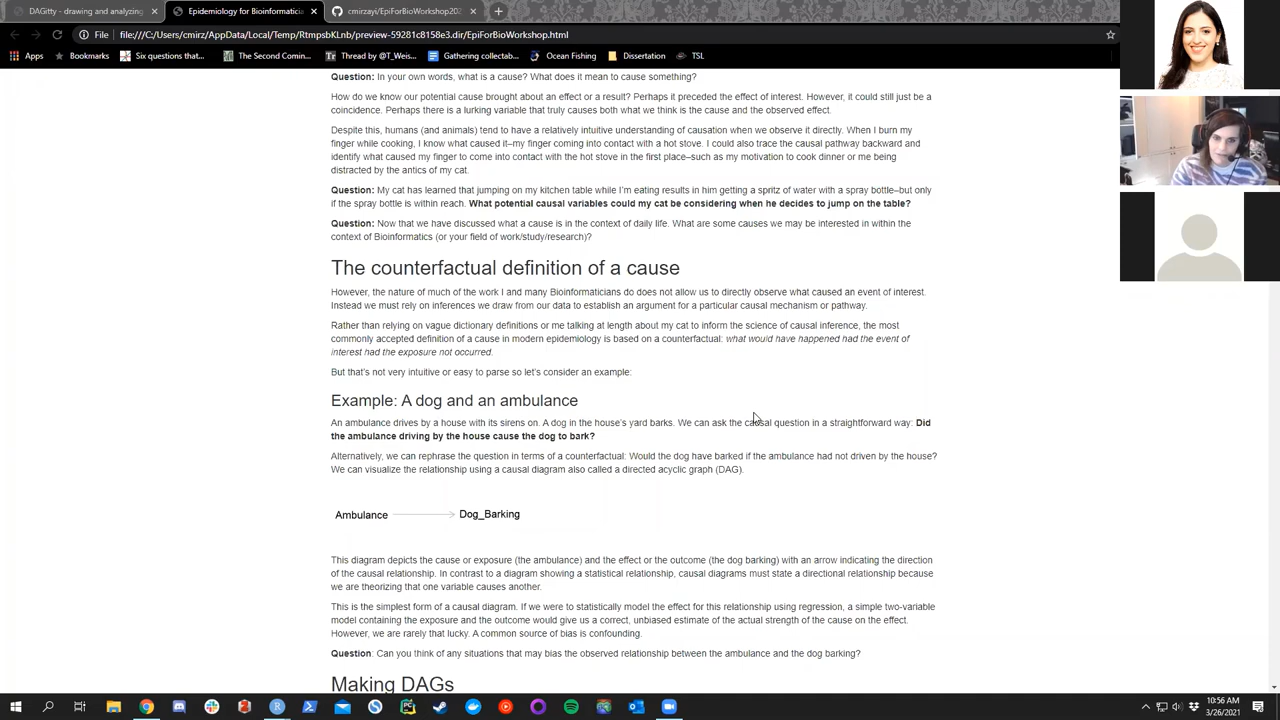 DAGitty - drawing and analyzing
Epidemiology for Bioinformatic
cmirzayi/EpiForBioWorkshop202
File
file:///C:/Users/cmirz/AppData/Local/Temp/RtmpsbKLnb/preview-59281c8158e3.dir/EpiForBioWorkshop.html
Apps
Bookmarks
Six questions that...
The Second Comin...
Thread by @T_Weis...
Gathering collectab...
Ocean Fishing
Dissertation
TSL
Question: In your own words, what is a cause? What does it mean to cause something?
How do we know our potential cause brought about an effect or a result? Perhaps it preceded the effect of interest. However, it could still just be a
coincidence. Perhaps there is a lurking variable that truly causes both what we think is the cause and the observed effect.
Despite this, humans (and animals) tend to have a relatively intuitive understanding of causation when we observe it directly. When I burn my
finger while cooking, I know what caused it–my finger coming into contact with a hot stove. I could also trace the causal pathway backward and
identify what caused my finger to come into contact with the hot stove in the first place–such as my motivation to cook dinner or me being
distracted by the antics of my cat.
Question: My cat has learned that jumping on my kitchen table while I'm eating results in him getting a spritz of water with a spray bottle–but only
if the spray bottle is within reach. What potential causal variables could my cat be considering when he decides to jump on the table?
Question: Now that we have discussed what a cause is in the context of daily life. What are some causes we may be interested in within the
context of Bioinformatics (or your field of work/study/research)?
The counterfactual definition of a cause
However, the nature of much of the work I and many Bioinformaticians do does not allow us to directly observe what caused an event of interest.
Instead we must rely on inferences we draw from our data to establish an argument for a particular causal mechanism or pathway.
Rather than relying on vague dictionary definitions or me talking at length about my cat to inform the science of causal inference, the most
commonly accepted definition of a cause in modern epidemiology is based on a counterfactual: what would have happened had the event of
interest had the exposure not occurred.
But that's not very intuitive or easy to parse so let's consider an example:
Example: A dog and an ambulance
An ambulance drives by a house with its sirens on. A dog in the house's yard barks. We can ask the causal question in a straightforward way: Did
the ambulance driving by the house cause the dog to bark?
Alternatively, we can rephrase the question in terms of a counterfactual: Would the dog have barked if the ambulance had not driven by the house?
We can visualize the relationship using a causal diagram also called a directed acyclic graph (DAG).
Ambulance Dog_Barking
This diagram depicts the cause or exposure (the ambulance) and the effect or the outcome (the dog barking) with an arrow indicating the direction
of the causal relationship. In contrast to a diagram showing a statistical relationship, causal diagrams must state a directional relationship because
we are theorizing that one variable causes another.
This is the simplest form of a causal diagram. If we were to statistically model the effect for this relationship using regression, a simple two-variable
model containing the exposure and the outcome would give us a correct, unbiased estimate of the actual strength of the cause on the effect.
However, we are rarely that lucky. A common source of bias is confounding.
Question: Can you think of any situations that may bias the observed relationship between the ambulance and the dog barking?
Making DAGs
10:56 AM
3/26/2021